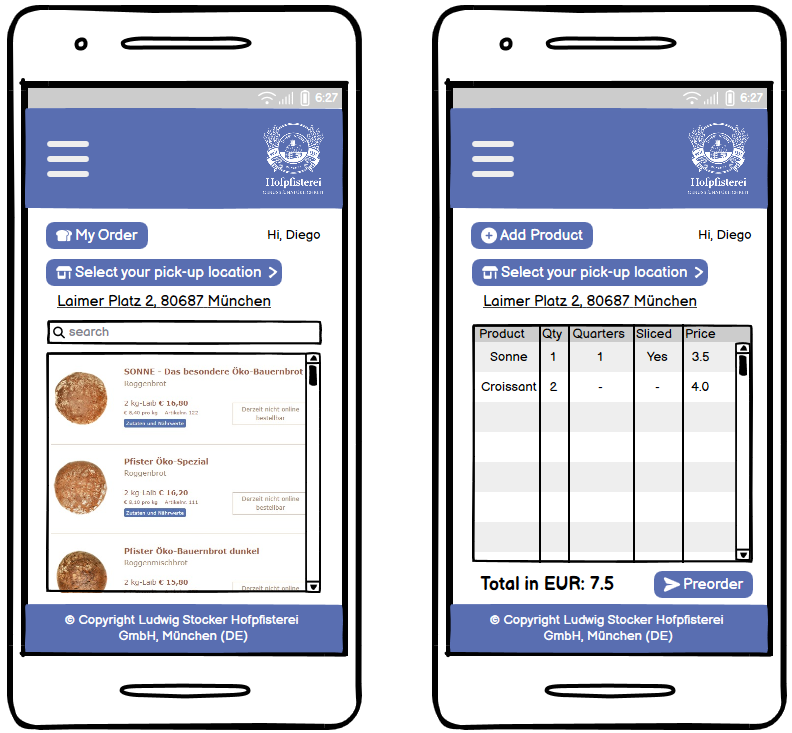 6:27
Hofpfisterei
My Order
Hi, Diego
Select your pick-up location
Laimer Platz 2, 80687 München
search
SONNE - Das besondere Öko-Bauernbrot
Roggenbrot
2 kg-Laib € 16,80
€ 8,40 pro kg Artikelnr. 122
Zutaten und Nährwerte
Derzeit nicht online
bestellbar
Pfister Öko-Spezial
Roggenbrot
2 kg-Laib € 16,20
€ 8,10 pro kg Artikelnr. 111
Zutaten und Nährwerte
Derzeit nicht online
bestellbar
Pfister Öko-Bauernbrot dunkel
Roggenmischbrot
2 kg-Laib € 15,80
Derzeit nicht online
© Copyright Ludwig Stocker Hofpfisterei
GmbH, München (DE)
6:27
Hofpfisterei
Add Product
Hi, Diego
Select your pick-up location
Laimer Platz 2, 80687 München
Product Qty Quarters Sliced Price
Sonne 1 1 Yes 3.5
Croissant 2 - - 4.0
Total in EUR: 7.5
Preorder
© Copyright Ludwig Stocker Hofpfisterei
GmbH, München (DE)